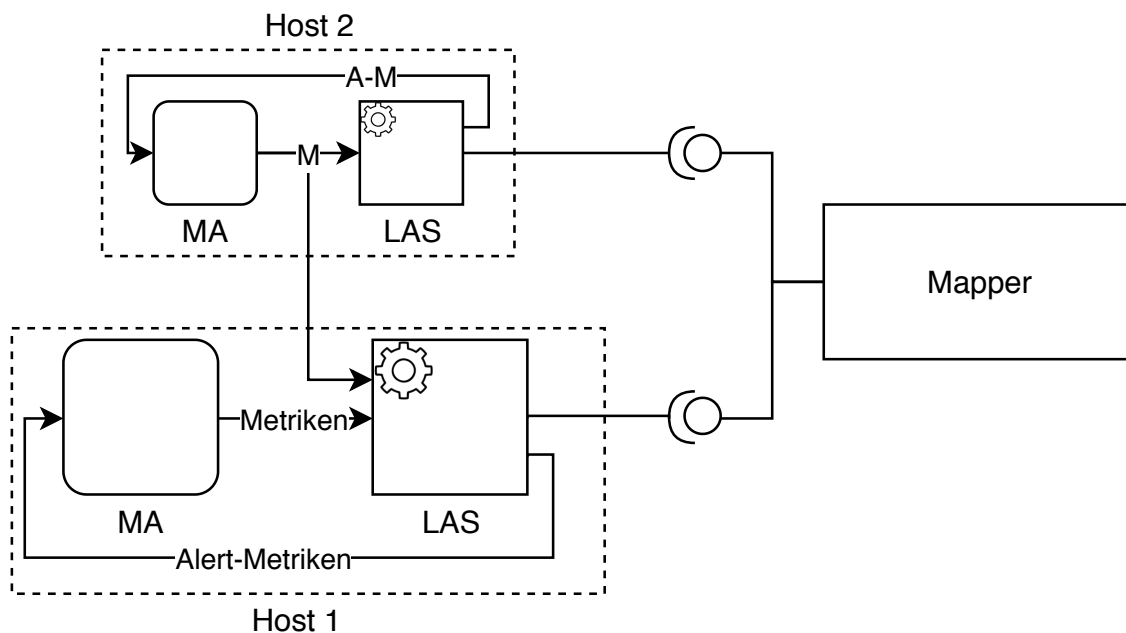 Host 2
A-M
M
MA
LAS
Mapper
Metriken
MA
LAS
Alert-Metriken
Host 1